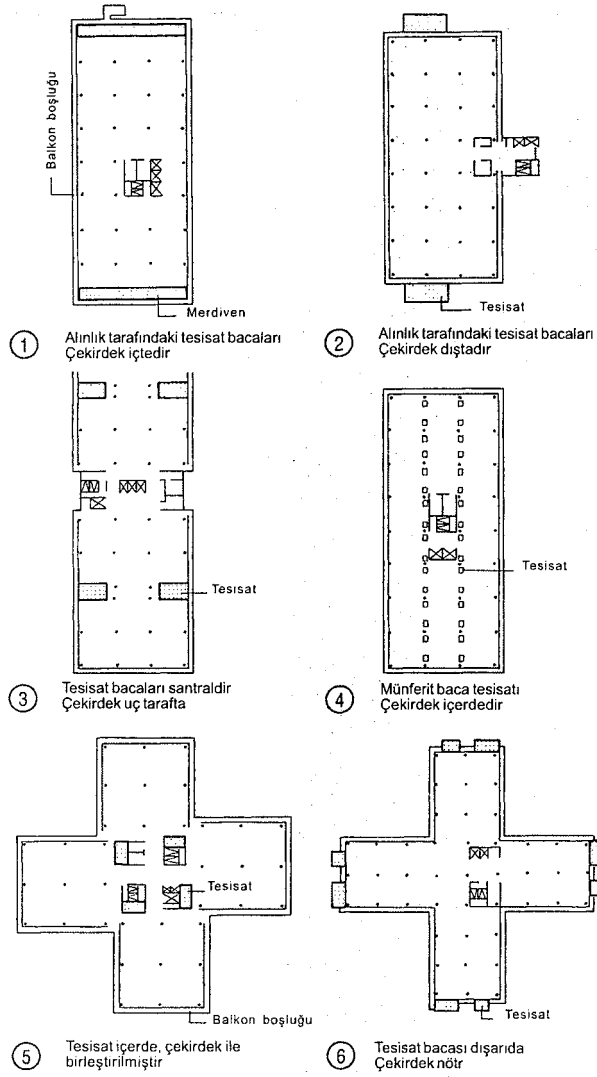 Balkon boşluğu
Merdiven
1 Alınlık tarafındaki tesisat bacaları
Çekirdek içtedir
Tesisat
2 Alınlık tarafındaki tesisat bacaları
Çekirdek dıştadır
Tesisat
3 Tesisat bacaları santraldir
Çekirdek uç tarafta
Tesisat
4 Münferit baca tesisatı
Çekirdek içerdedir
Tesisat
Balkon boşluğu
5 Tesisat içerde, çekirdek ile
birleştirilmiştir
Tesisat
6 Tesisat bacası dışarıda
Çekirdek nötr